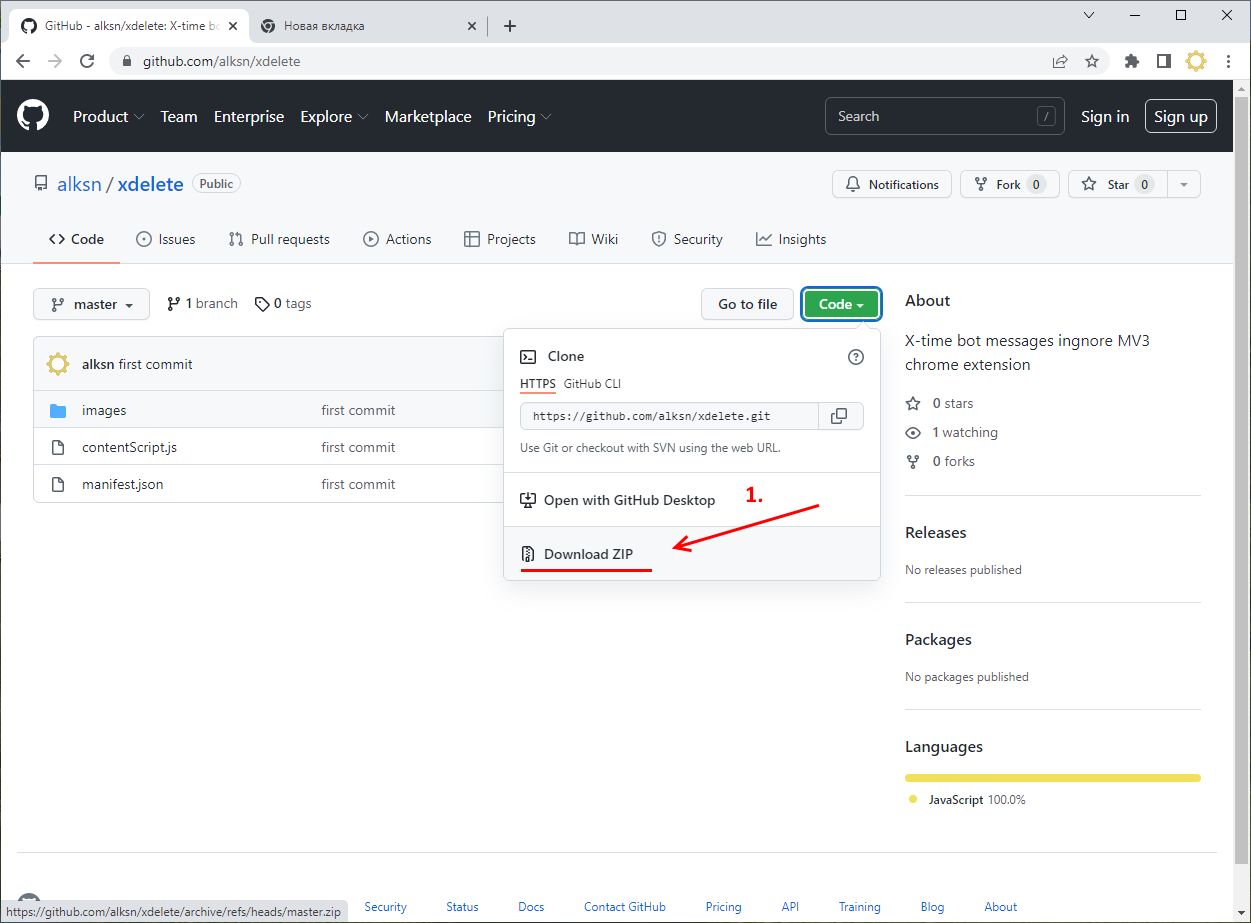 GitHub - alksn/xdelete: X-time bo
Новая вкладка
github.com/alksn/xdelete
Product Team Enterprise Explore Marketplace Pricing
Search /
Sign in
Sign up
alksn / xdelete Public
Notifications
Fork 0
Star 0
Code Issues Pull requests Actions Projects Wiki Security Insights
master
1 branch
0 tags
Go to file
Code
About
X-time bot messages ingnore MV3
chrome extension
0 stars
1 watching
0 forks
alksn first commit
images first commit
contentScript.js first commit
manifest.json first commit
Clone
HTTPS GitHub CLI
https://github.com/alksn/xdelete.git
Use Git or checkout with SVN using the web URL.
Open with GitHub Desktop
1.
Download ZIP
Releases
No releases published
Packages
No packages published
Languages
JavaScript 100.0%
https://github.com/alksn/xdelete/archive/refs/heads/master.zip
Security Status Docs Contact GitHub Pricing API Training Blog About